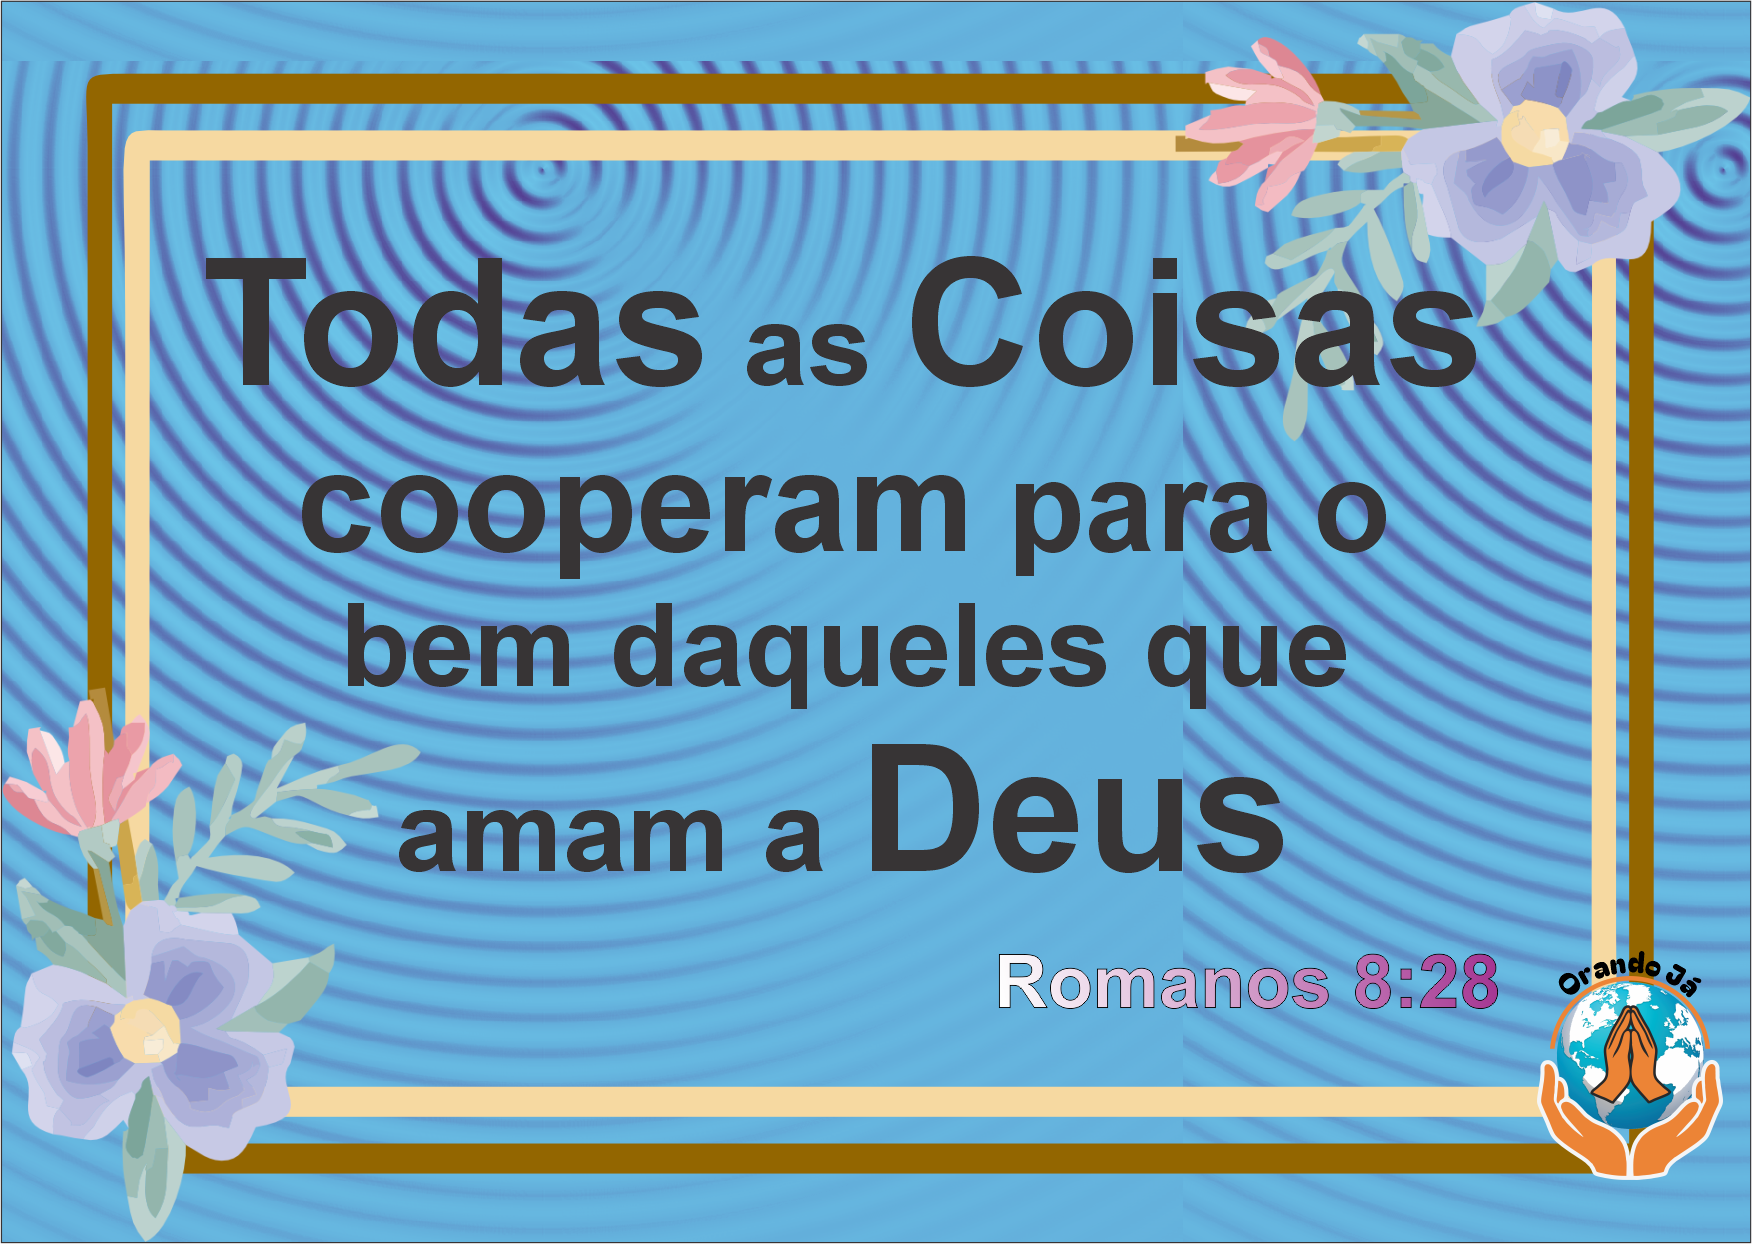 Todas as Coisas
cooperam para o
bem daqueles que
amam a Deus
Romanos 8:28
Orando Já